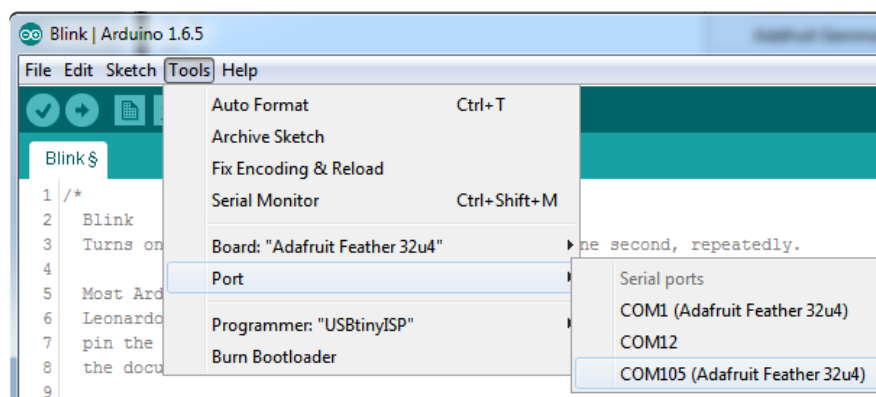 Blink | Arduino 1.6.5
File Edit Sketch Tools Help
Auto Format Ctrl+T
Archive Sketch
Blink §
Fix Encoding & Reload
Serial Monitor Ctrl+Shift+M
Board: "Adafruit Feather 32u4"
Port
Programmer: "USBtinyISP"
Burn Bootloader
Serial ports
COM1 (Adafruit Feather 32u4)
COM12
COM105 (Adafruit Feather 32u4)
1 /*
2 Blink
3 Turns on ne second, repeatedly.
4
5 Most Ard
6 Leonardo
7 pin the
8 the docu
9